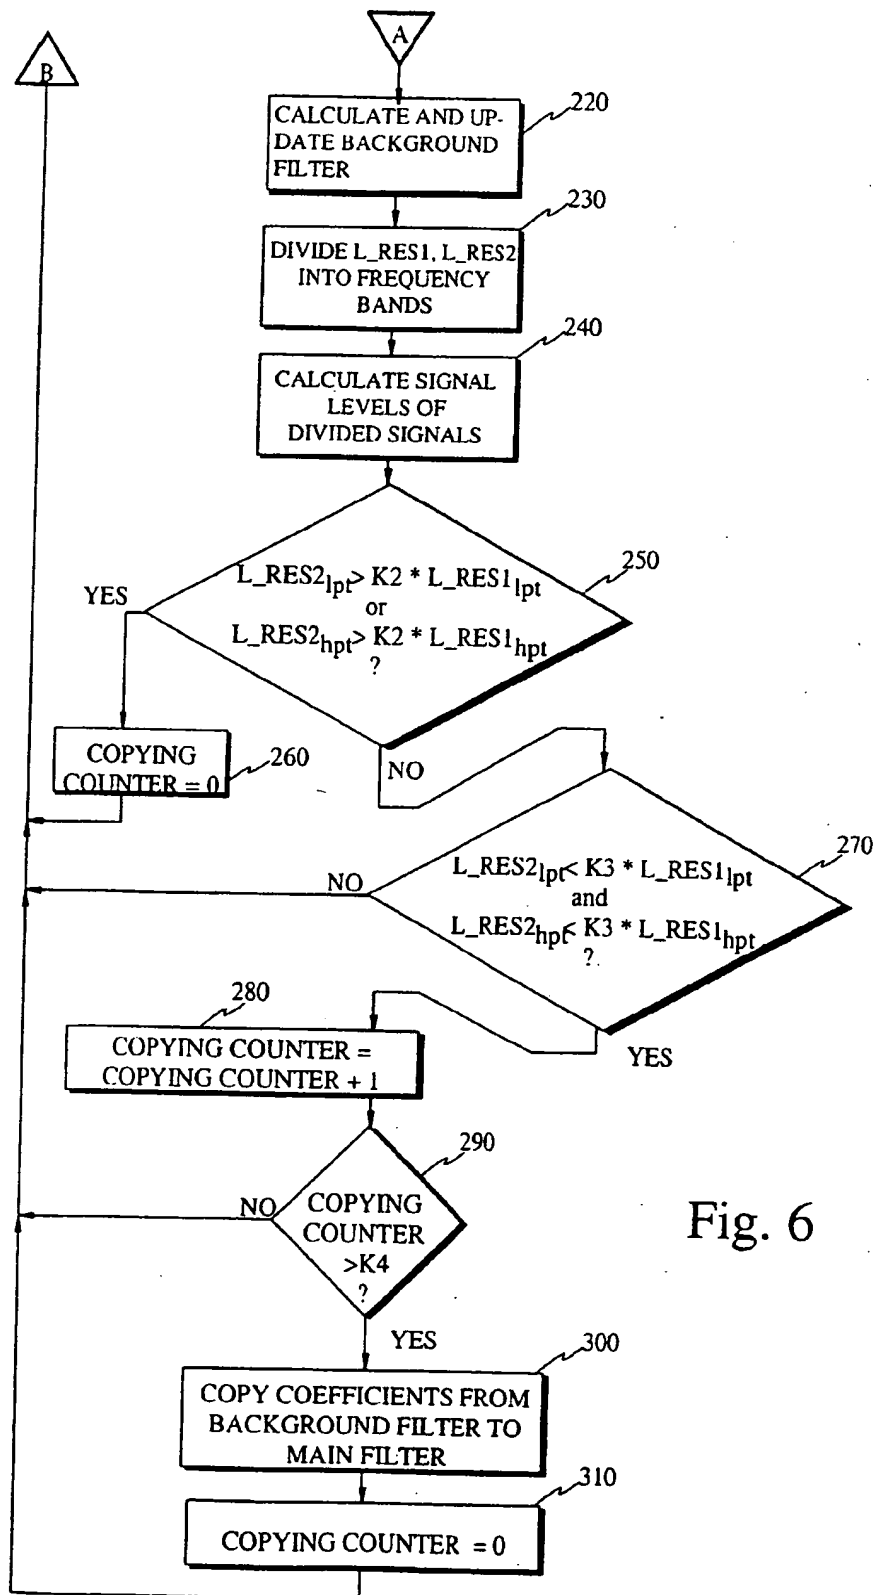 A
B
220
CALCULATE AND UP-
DATE BACKGROUND
FILTER
230
DIVIDE L_RES1, L_RES2
INTO FREQUENCY
BANDS
240
CALCULATE SIGNAL
LEVELS OF
DIVIDED SIGNALS
250
L_RES2lpt > K2 * L_RES1lpt
or
L_RES2hpt > K2 * L_RES1hpt
?
YES
NO
COPYING
COUNTER = 0
260
270
L_RES2lpt < K3 * L_RES1lpt
and
L_RES2hpt < K3 * L_RES1hpt
?
NO
YES
280
COPYING COUNTER =
COPYING COUNTER + 1
290
COPYING
COUNTER
>K4
?
NO
YES
Fig. 6
300
COPY COEFFICIENTS FROM
BACKGROUND FILTER TO
MAIN FILTER
310
COPYING COUNTER = 0